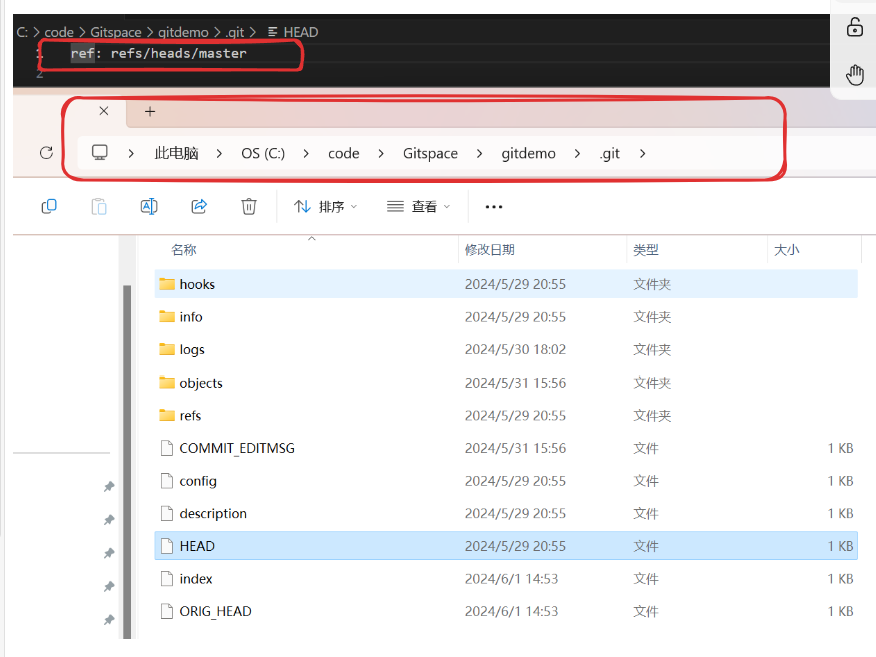 C: > code > Gitspace > gitdemo > .git > HEAD
1 ref: refs/heads/master
2
此电脑 > OS (C:) > code > Gitspace > gitdemo > .git >
排序 查看 ...
名称 修改日期 类型 大小
hooks 2024/5/29 20:55 文件夹
info 2024/5/29 20:55 文件夹
logs 2024/5/30 18:02 文件夹
objects 2024/5/31 15:56 文件夹
refs 2024/5/29 20:55 文件夹
COMMIT_EDITMSG 2024/5/31 15:56 文件 1 KB
config 2024/5/29 20:55 文件 1 KB
description 2024/5/29 20:55 文件 1 KB
HEAD 2024/5/29 20:55 文件 1 KB
index 2024/6/1 14:53 文件 1 KB
ORIG_HEAD 2024/6/1 14:53 文件 1 KB